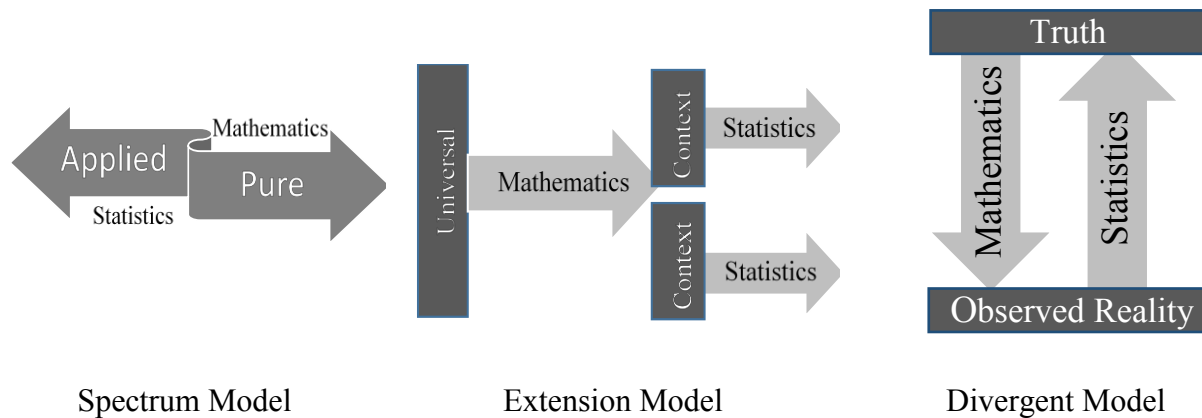 Mathematics
Applied
Pure
Statistics
Spectrum Model
Universal
Mathematics
Context
Statistics
Context
Statistics
Extension Model
Truth
Mathematics
Statistics
Observed Reality
Divergent Model